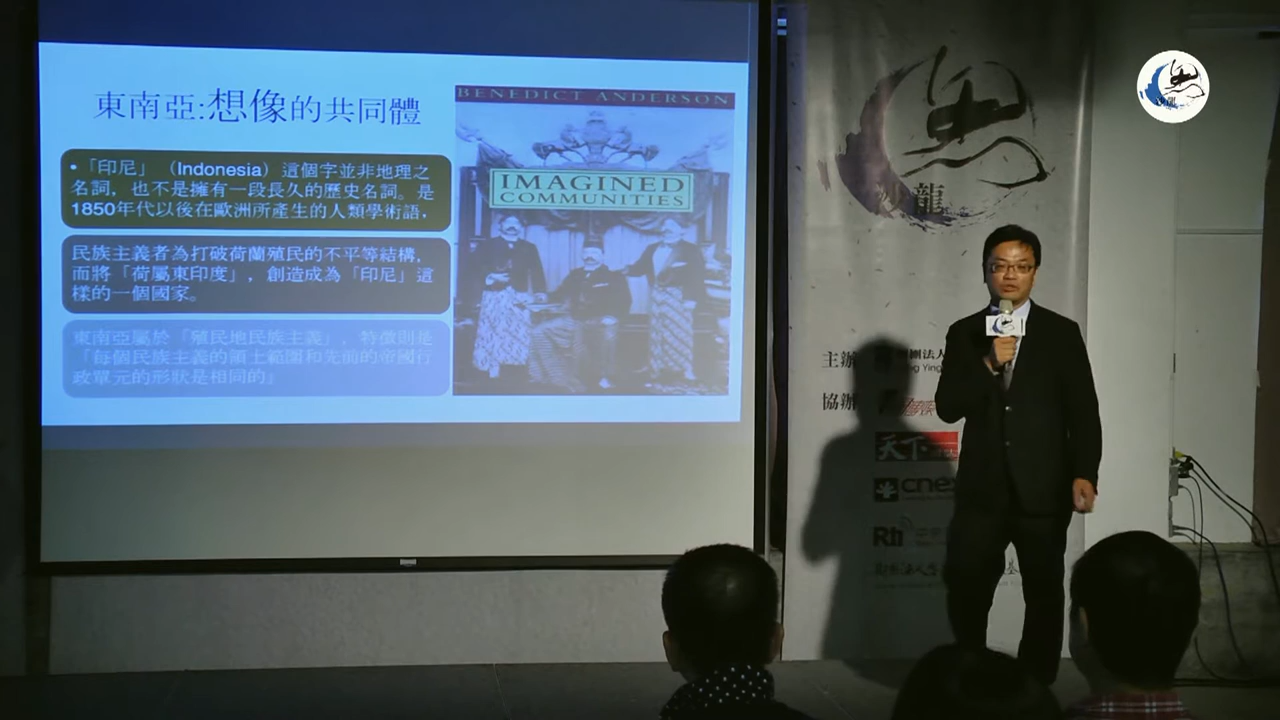 東南亞:想像的共同體
•「印尼」（Indonesia）這個字並非地理之
名詞，也不是擁有一段長久的歷史名詞。是
1850年代以後在歐洲所產生的人類學術語，
民族主義者為打破荷蘭殖民的不平等結構，
而將「荷屬東印度」，創造成為「印尼」這
樣的一個國家。
東南亞屬於『殖民地民族主義』，特徵則是
『每個民族主義的領土範圍和先前的帝國行
政單元的形狀是相同的』
BENEDICT ANDERSON
IMAGINED
COMMUNITIES
沙龍
主辦
團法人
協辦
天下
cnex
Rti